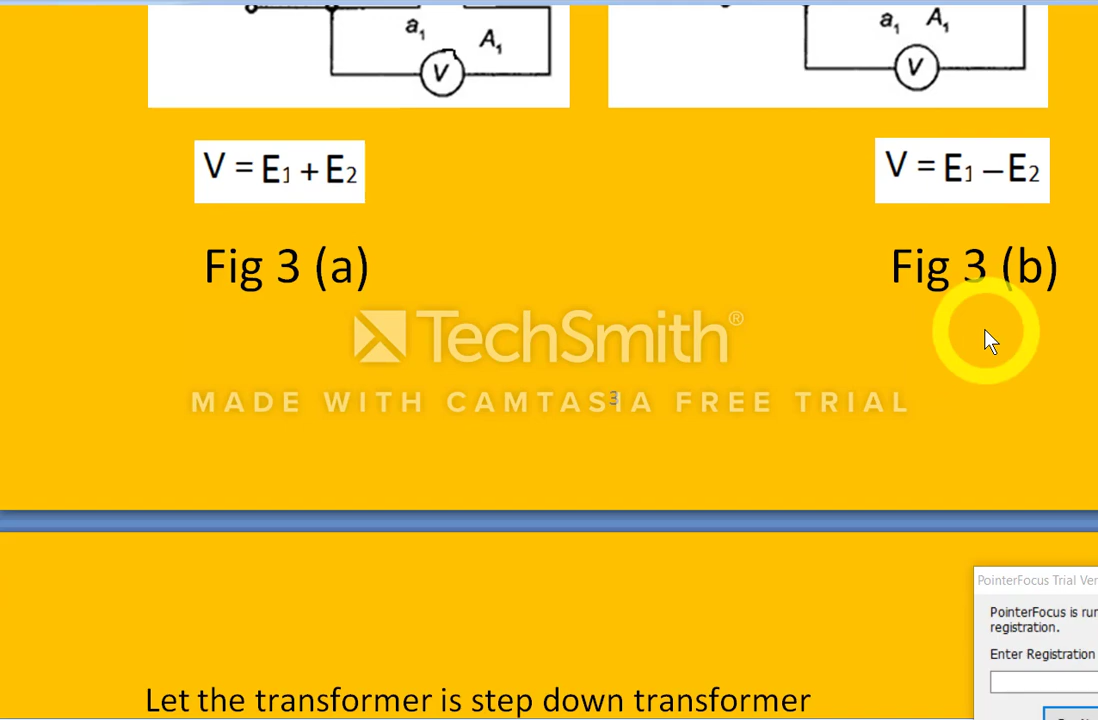 a1 A1
V
a1 A1
V
V = E1 + E2
V = E1 – E2
Fig 3 (a)
Fig 3 (b)
TechSmith®
MADE WITH CAMTASIA FREE TRIAL
3
PointerFocus Trial Ver
PointerFocus is run
registration.
Enter Registration
Let the transformer is step down transformer